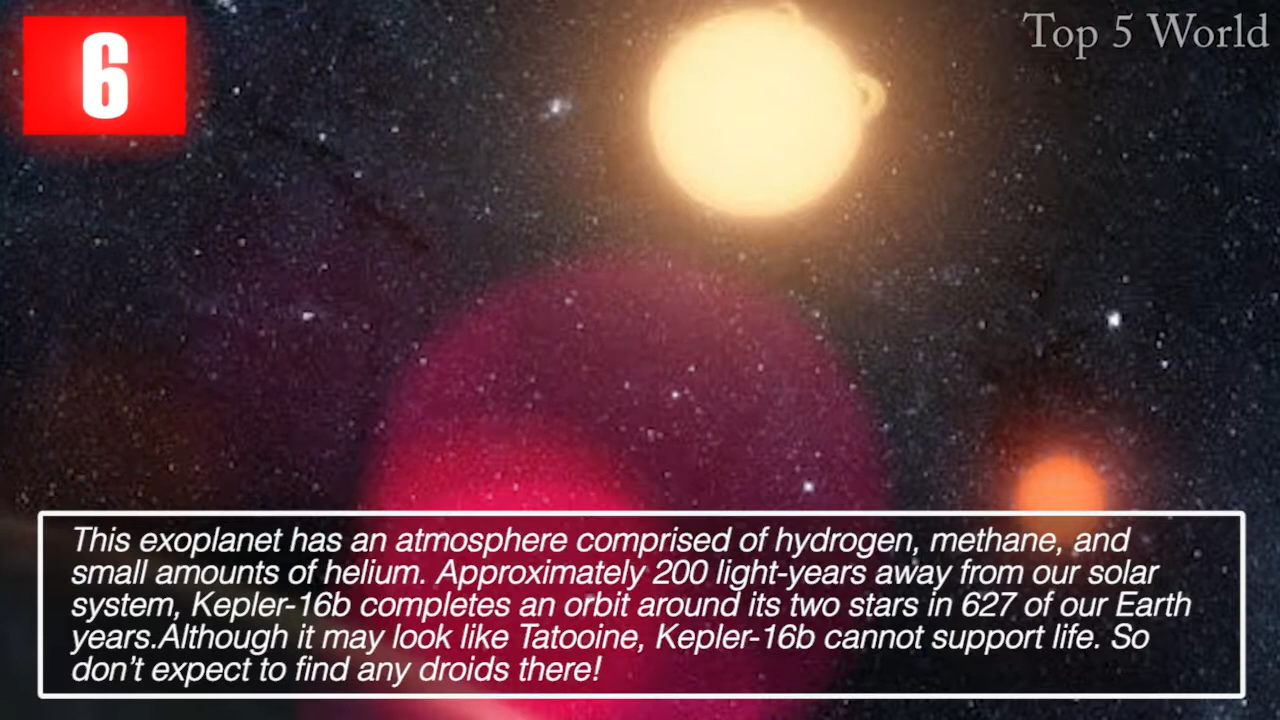 6
Top 5 World
This exoplanet has an atmosphere comprised of hydrogen, methane, and
small amounts of helium. Approximately 200 light-years away from our solar
system, Kepler-16b completes an orbit around its two stars in 627 of our Earth
years.Although it may look like Tatooine, Kepler-16b cannot support life. So
don't expect to find any droids there!